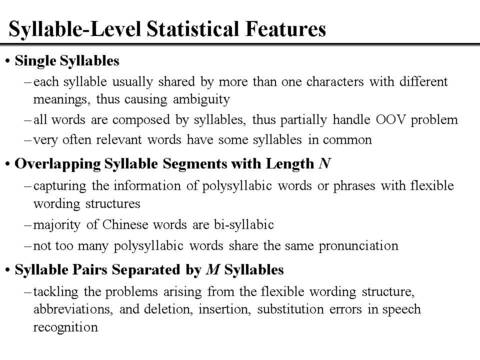 Syllable-Level Statistical Features
• Single Syllables
–each syllable usually shared by more than one characters with different
meanings, thus causing ambiguity
–all words are composed by syllables, thus partially handle OOV problem
–very often relevant words have some syllables in common
• Overlapping Syllable Segments with Length N
–capturing the information of polysyllabic words or phrases with flexible
wording structures
–majority of Chinese words are bi-syllabic
–not too many polysyllabic words share the same pronunciation
• Syllable Pairs Separated by M Syllables
–tackling the problems arising from the flexible wording structure,
abbreviations, and deletion, insertion, substitution errors in speech
recognition